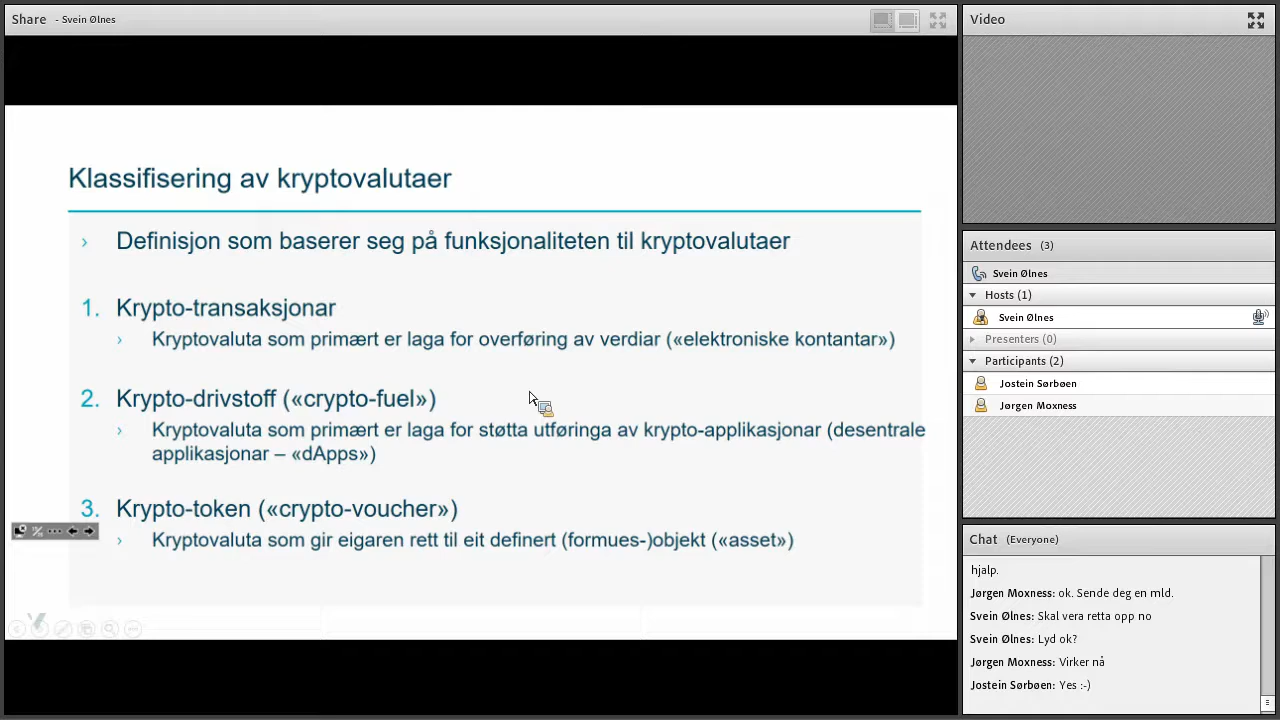 Share - Svein Ølnes
Klassifisering av kryptovalutaer
› Definisjon som baserer seg på funksjonaliteten til kryptovalutaer
1. Krypto-transaksjonar
› Kryptovaluta som primært er laga for overføring av verdiar («elektroniske kontantar»)
2. Krypto-drivstoff («crypto-fuel»)
› Kryptovaluta som primært er laga for støtta utføringa av krypto-applikasjonar (desentrale
applikasjonar – «dApps»)
3. Krypto-token («crypto-voucher»)
› Kryptovaluta som gir eigaren rett til eit definert (formues-)objekt («asset»)
Video
Attendees (3)
Svein Ølnes
Hosts (1)
Svein Ølnes
Presenters (0)
Participants (2)
Jostein Sørbøen
Jørgen Moxness
Chat (Everyone)
hjalp.
Jørgen Moxness: ok. Sende deg en mld.
Svein Ølnes: Skal vera retta opp no
Svein Ølnes: Lyd ok?
Jørgen Moxness: Virker nå
Jostein Sørbøen: Yes :-)